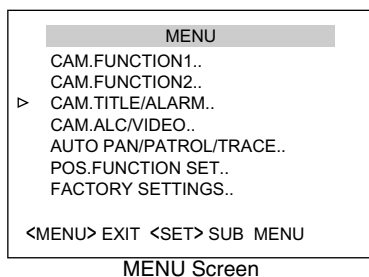 MENU
CAM.FUNCTION1..
CAM.FUNCTION2..
CAM.TITLE/ALARM..
CAM.ALC/VIDEO..
AUTO PAN/PATROL/TRACE..
POS.FUNCTION SET..
FACTORY SETTINGS..
<MENU> EXIT <SET> SUB MENU
MENU Screen